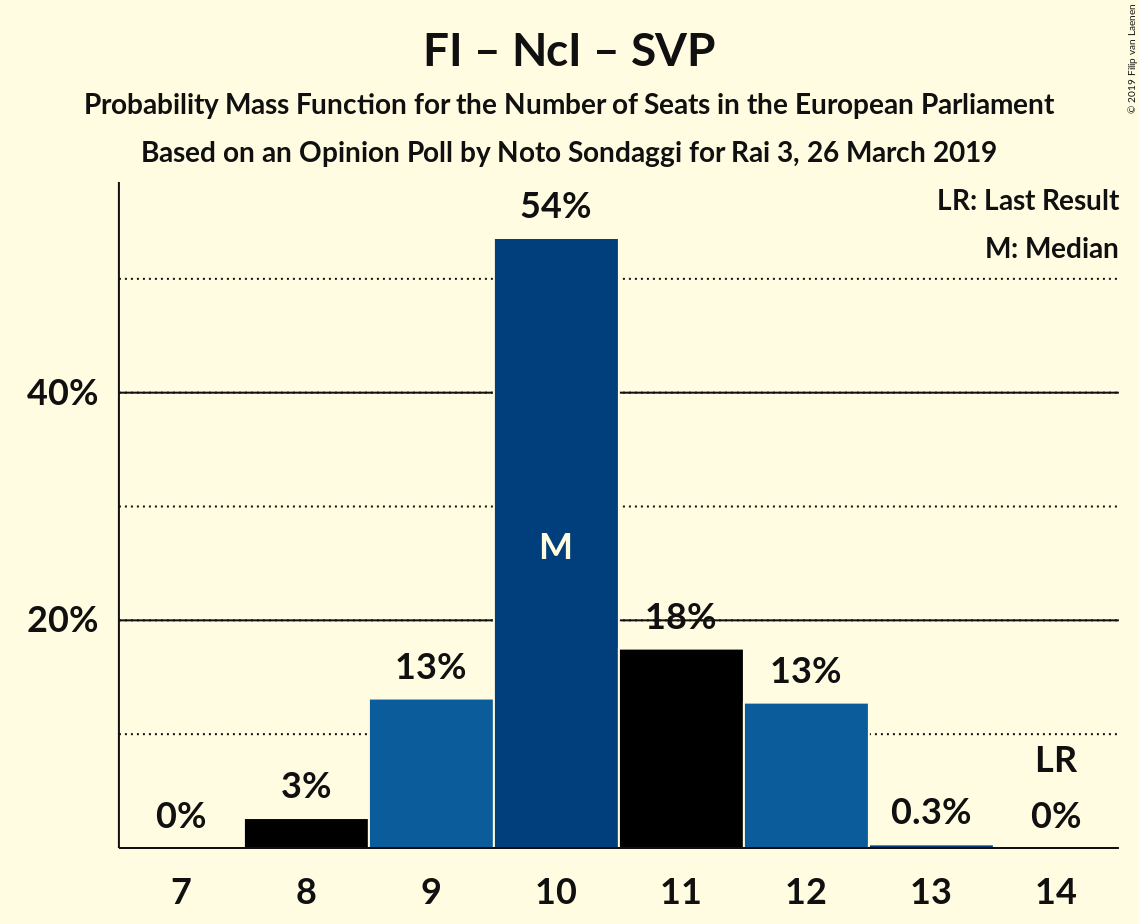 FI – NcI – SVP
Probability Mass Function for the Number of Seats in the European Parliament
Based on an Opinion Poll by Noto Sondaggi for Rai 3, 26 March 2019
© 2019 Filip van Laenen
LR: Last Result
M: Median
54%
40%
M
20%
18%
13%
13%
3%
LR
0%
0.3%
0%
7 8 9 10 11 12 13 14